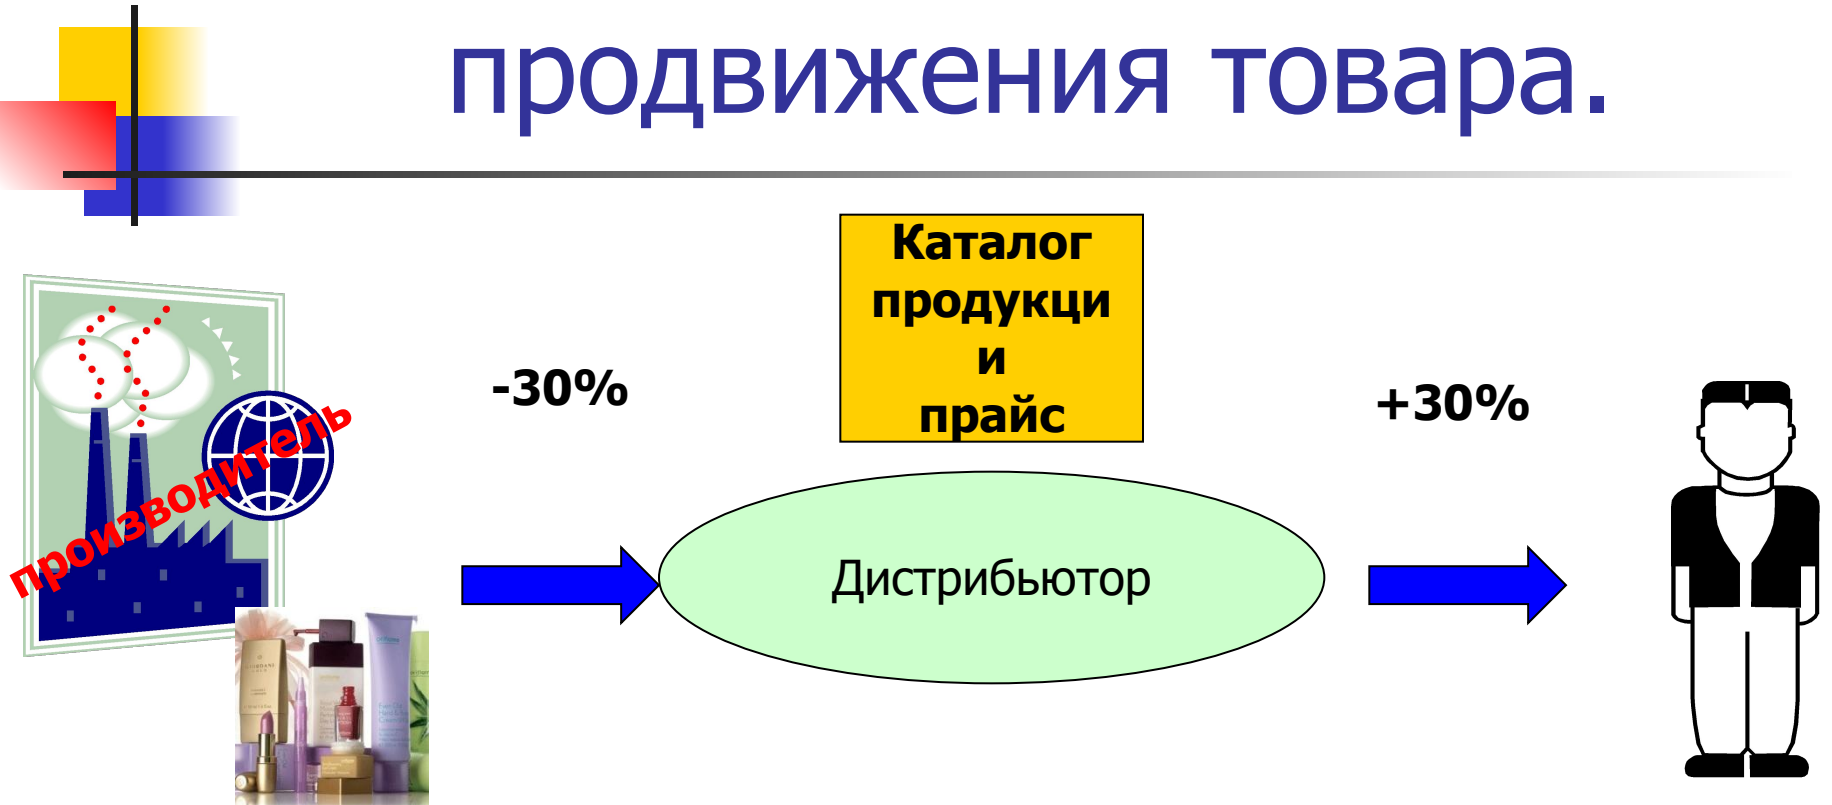 продвижения товара.
Каталог
продукци
и
прайс
-30%
+30%
производитель
Дистрибьютор